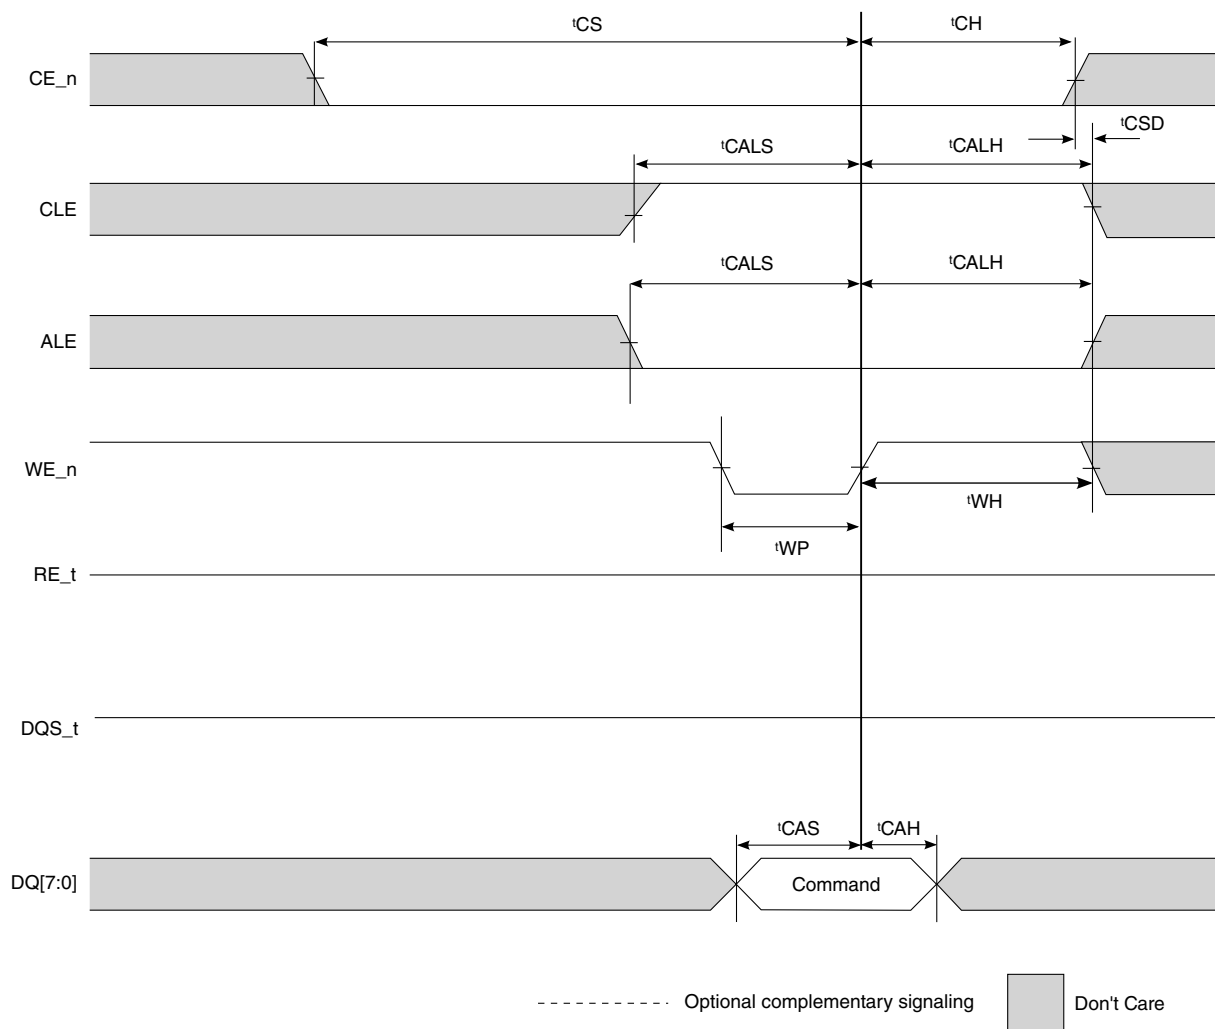 ᵗCS
ᵗCH
CE_n
ᵗCSD
ᵗCALS
ᵗCALH
CLE
ᵗCALS
ᵗCALH
ALE
WE_n
ᵗWH
ᵗWP
RE_t
DQS_t
ᵗCAS
ᵗCAH
DQ[7:0]
Command
Optional complementary signaling
Don't Care